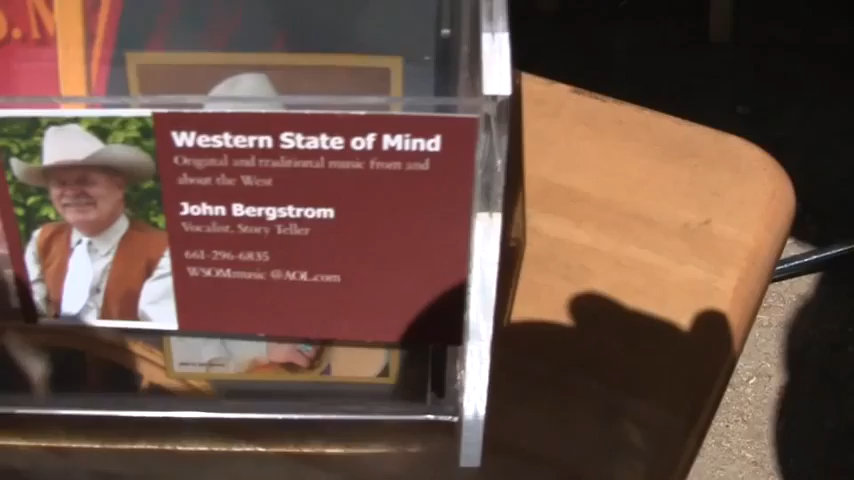 S.M
Western State of Mind
Original and traditional music from and
about the West
John Bergstrom
Vocalist, Story Teller
661-296-6835
WSOMmusic @AOL.com